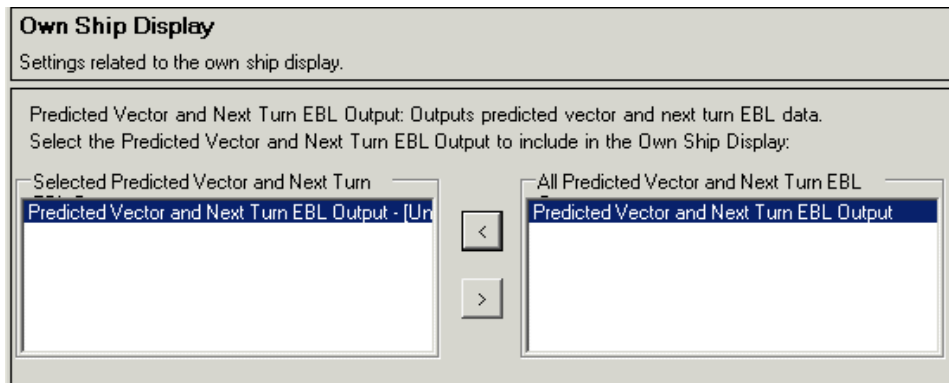 Own Ship Display
Settings related to the own ship display.
Predicted Vector and Next Turn EBL Output: Outputs predicted vector and next turn EBL data.
Select the Predicted Vector and Next Turn EBL Output to include in the Own Ship Display:
Selected Predicted Vector and Next Turn
Predicted Vector and Next Turn EBL Output - [Un
<
>
All Predicted Vector and Next Turn EBL
Predicted Vector and Next Turn EBL Output